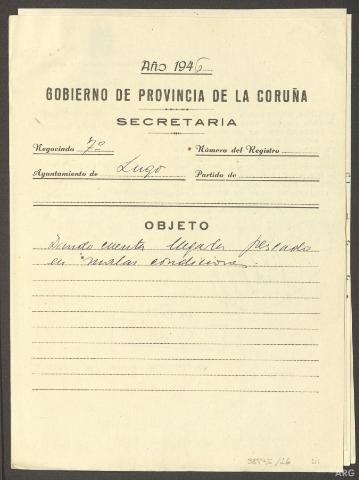 Año 1946
GOBIERNO DE PROVINCIA DE LA CORUÑA
SECRETARÍA
Negociado 7º Número del Registro
Ayuntamiento de Lugo Partido de
OBJETO
Dando cuenta llegada pescado
en malas condiciones.
ARG